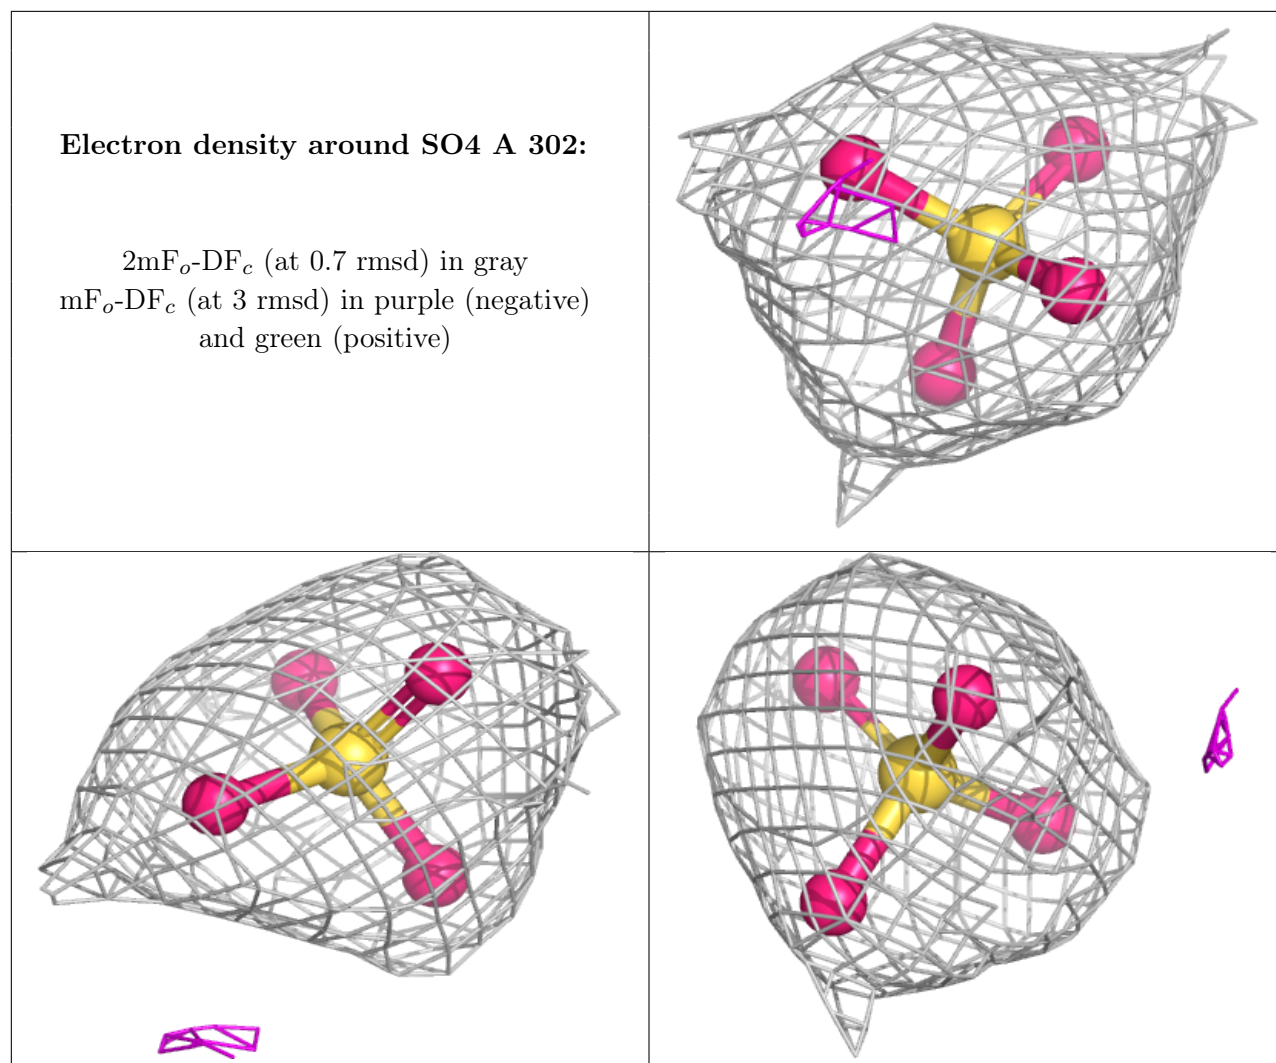 Electron density around SO4 A 302:
2mFo-DFc (at 0.7 rmsd) in gray
mFo-DFc (at 3 rmsd) in purple (negative)
and green (positive)